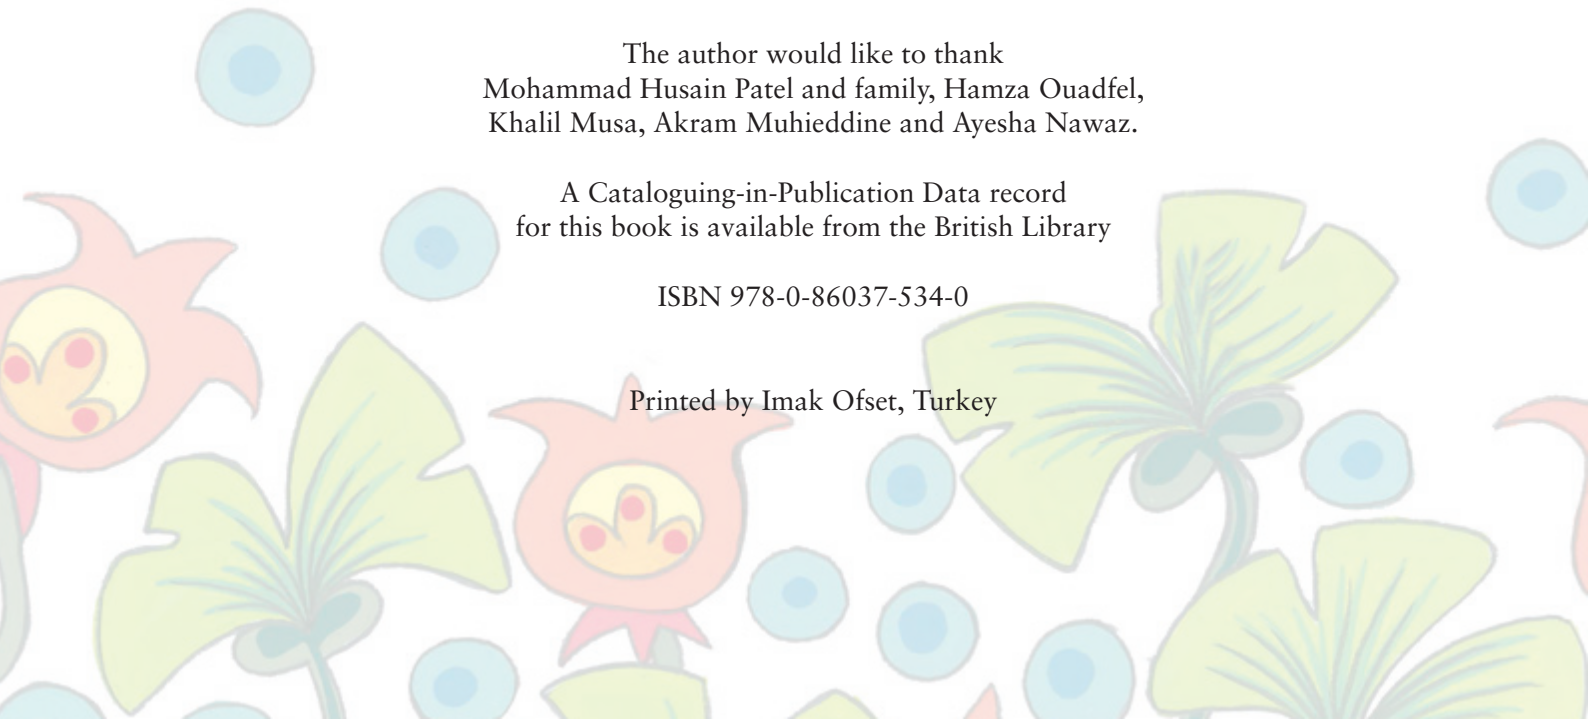 The author would like to thank
Mohammad Husain Patel and family, Hamza Ouadfel,
Khalil Musa, Akram Muhieddine and Ayesha Nawaz.
A Cataloguing-in-Publication Data record
for this book is available from the British Library
ISBN 978-0-86037-534-0
Printed by Imak Ofset, Turkey